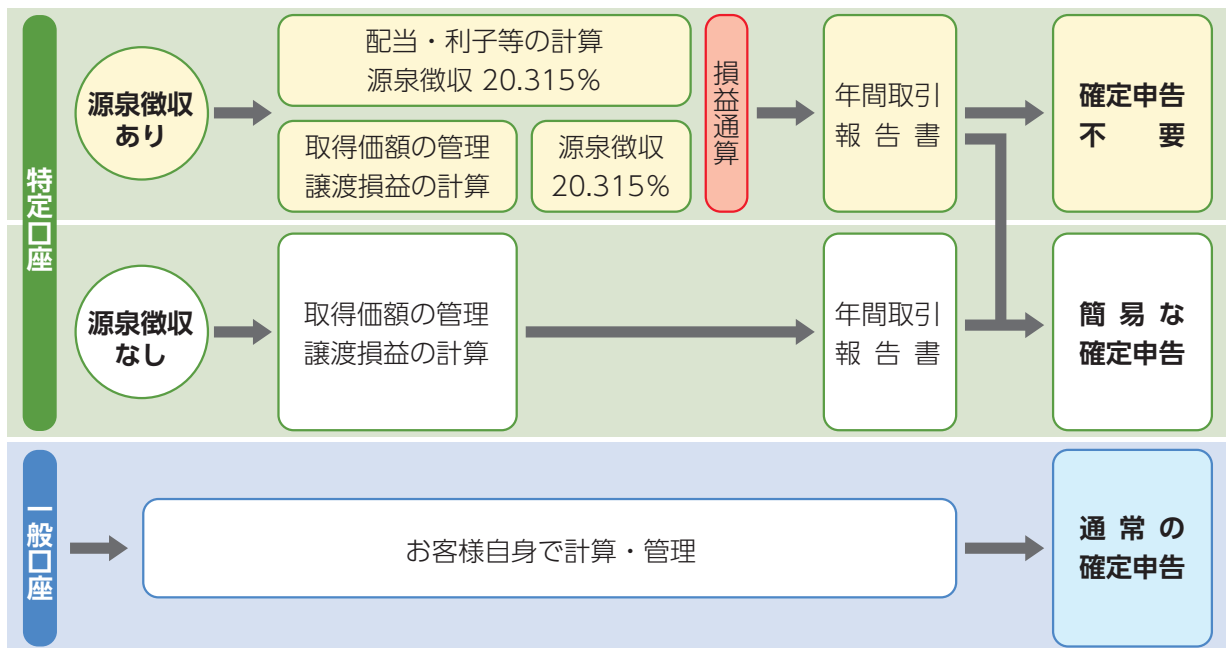 特定口座
源泉徴収
あり
配当・利子等の計算
源泉徴収 20.315%
取得価額の管理
譲渡損益の計算
源泉徴収
20.315%
損益通算
年間取引
報告書
確定申告
不要
源泉徴収
なし
取得価額の管理
譲渡損益の計算
年間取引
報告書
簡易な
確定申告
一般口座
お客様自身で計算・管理
通常の
確定申告